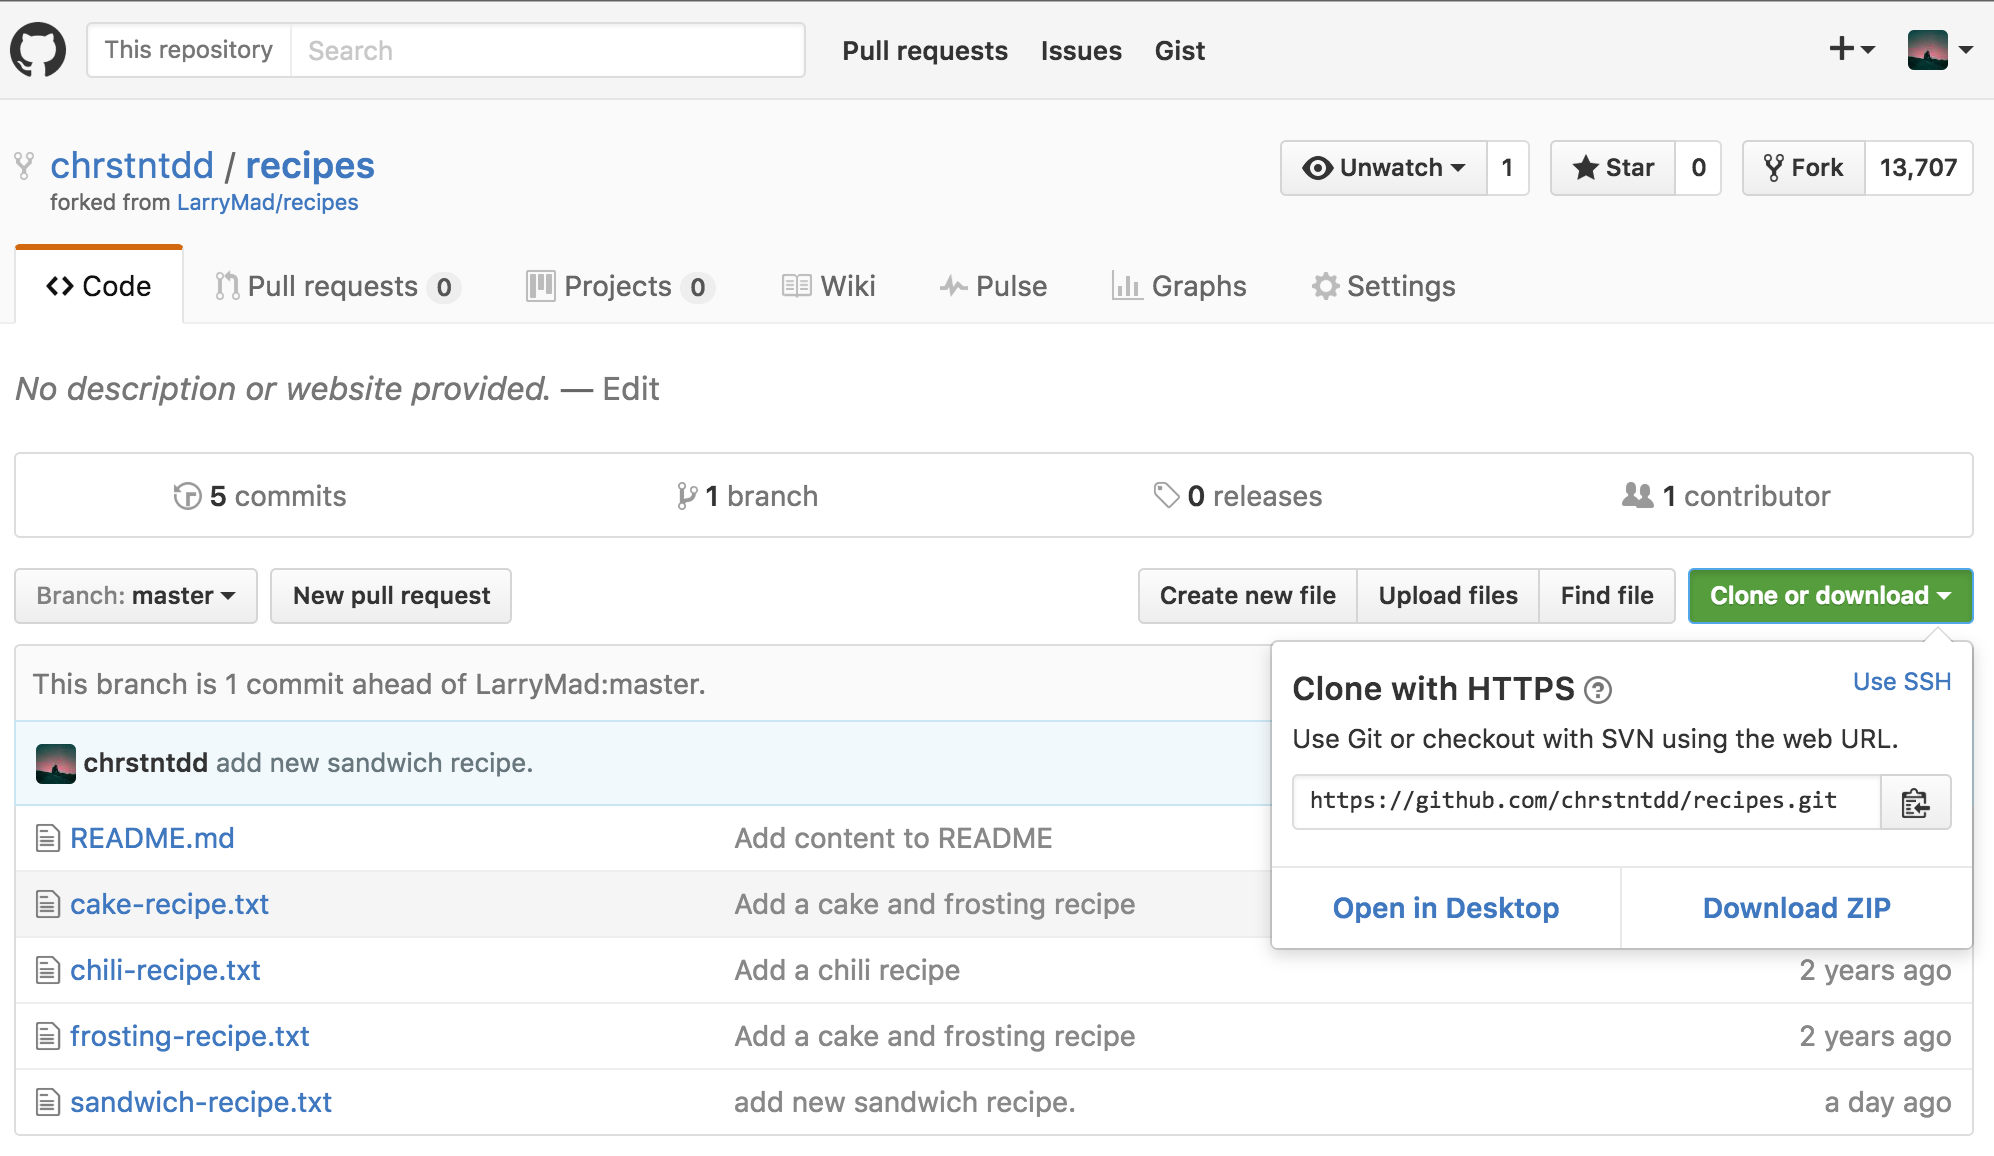 This repository Search Pull requests Issues Gist
chrstntdd / recipes Unwatch 1 Star 0 Fork 13,707
forked from LarryMad/recipes
Code Pull requests 0 Projects 0 Wiki Pulse Graphs Settings
No description or website provided. — Edit
5 commits 1 branch 0 releases 1 contributor
Branch: master New pull request Create new file Upload files Find file Clone or download
This branch is 1 commit ahead of LarryMad:master.
Clone with HTTPS ? Use SSH
Use Git or checkout with SVN using the web URL.
https://github.com/chrstntdd/recipes.git
Open in Desktop Download ZIP
chrstntdd add new sandwich recipe.
README.md Add content to README
cake-recipe.txt Add a cake and frosting recipe
chili-recipe.txt Add a chili recipe 2 years ago
frosting-recipe.txt Add a cake and frosting recipe 2 years ago
sandwich-recipe.txt add new sandwich recipe. a day ago